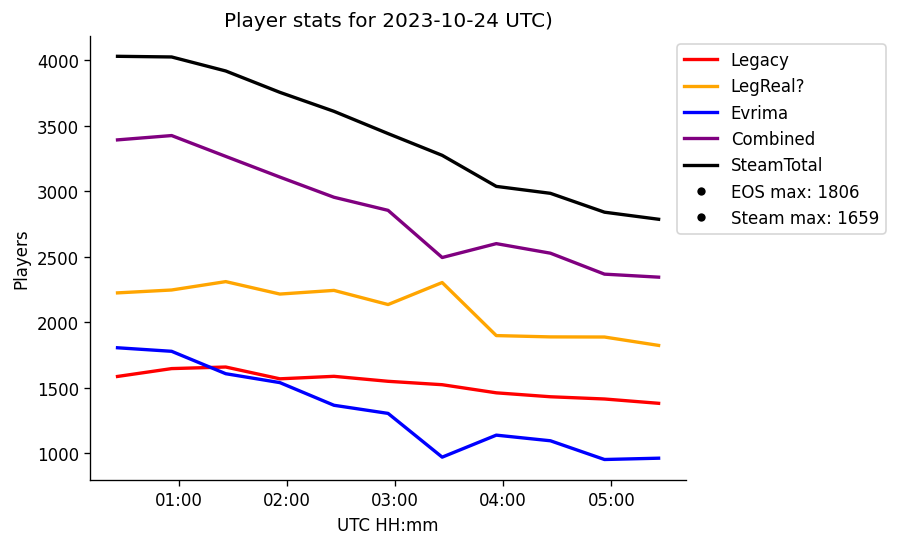 Player stats for 2023-10-24 UTC)
4000
3500
3000
2500
2000
1500
1000
Players
01:00 02:00 03:00 04:00 05:00
UTC HH:mm
Legacy
LegReal?
Evrima
Combined
SteamTotal
EOS max: 1806
Steam max: 1659